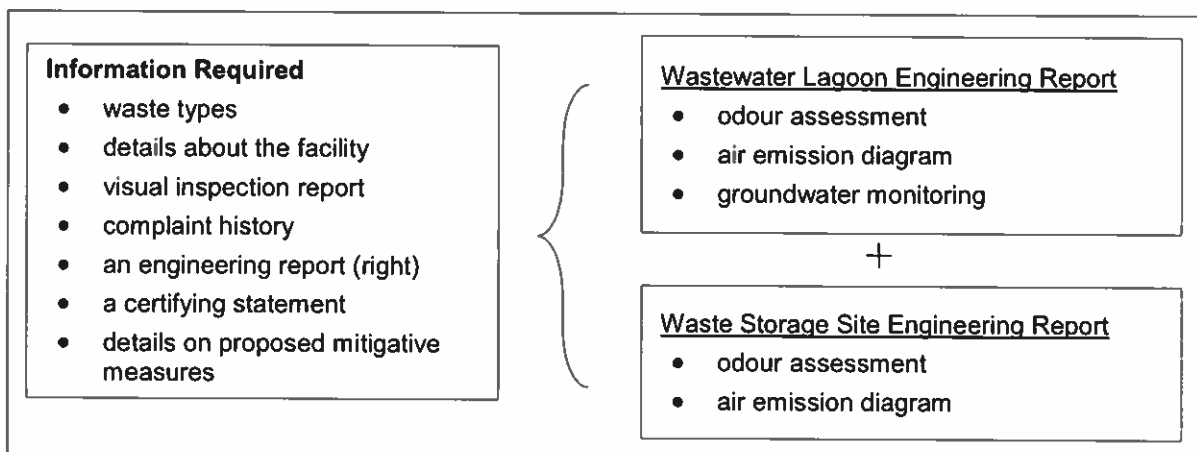 Information Required
• waste types
• details about the facility
• visual inspection report
• complaint history
• an engineering report (right)
• a certifying statement
• details on proposed mitigative
measures
Wastewater Lagoon Engineering Report
• odour assessment
• air emission diagram
• groundwater monitoring
+
Waste Storage Site Engineering Report
• odour assessment
• air emission diagram